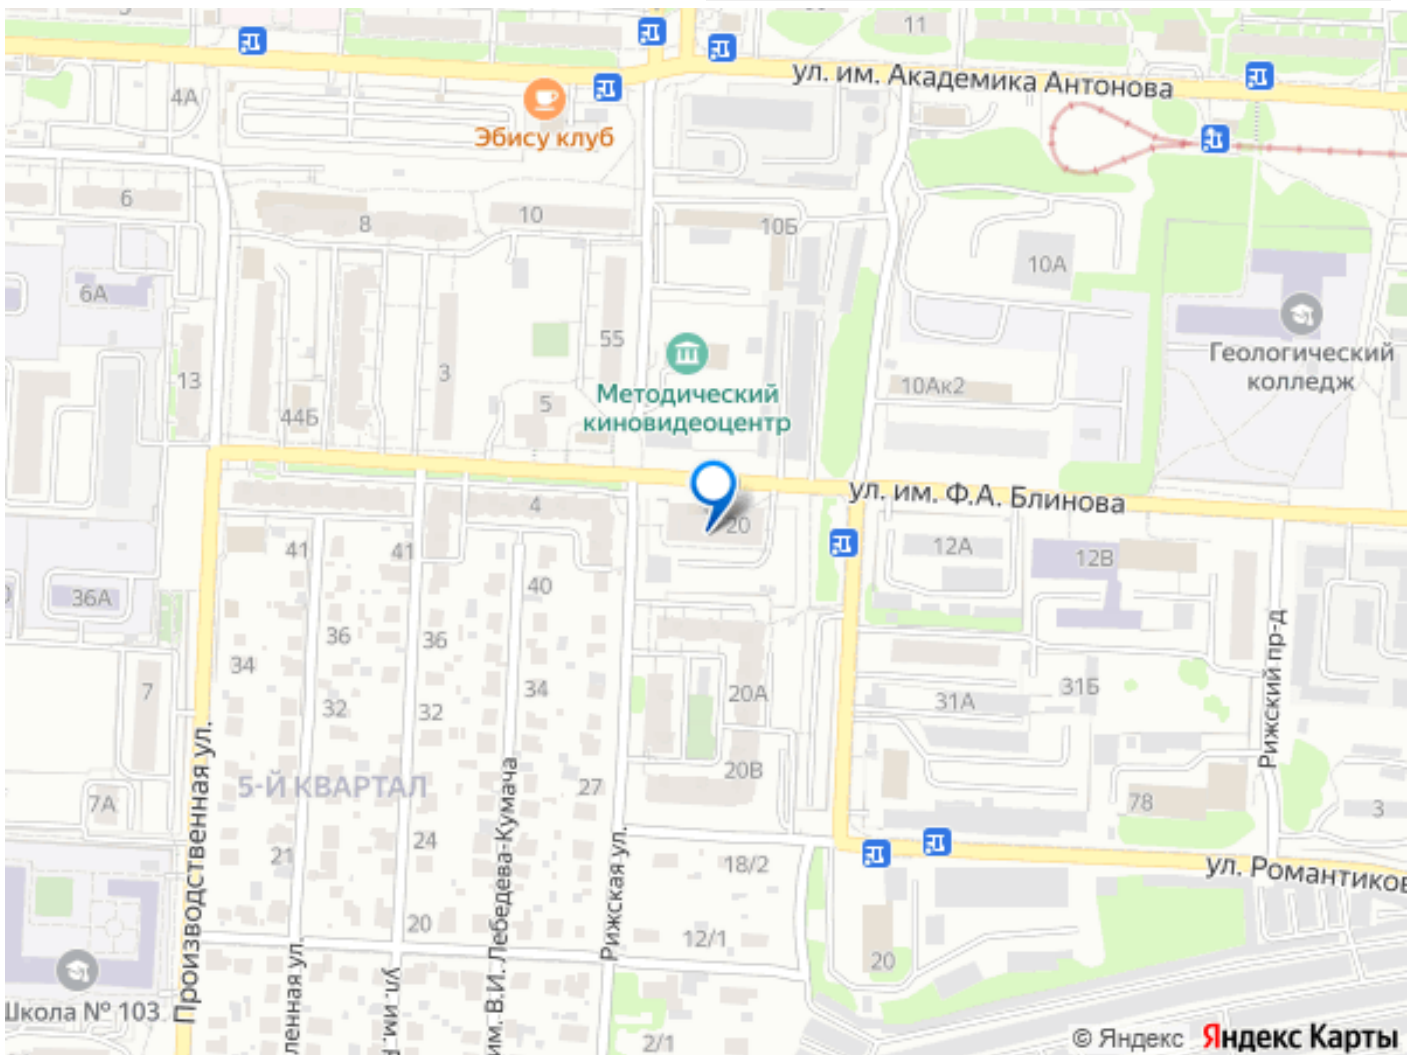 11
ул. им. Академика Антонова
4А
Эбису клуб
6
8
10
10Б
10А
6А
55
Геологический
колледж
13
3
Методический
киновидеоцентр
10Ак2
5
44Б
ул. им. Ф.А. Блинова
4
20
41
41
12А
12В
40
36А
36
36
34
Рижский пр-д
7
32
32
34
20А
31А
31Б
Производственная ул.
5-Й КВАРТАЛ
им. В.И. Лебедева-Кумача
27
20В
7А
78
3
21
24
Рижская ул.
18/2
ул. Романтиков
20
12/1
20
Школа № 103
ленная ул.
ул. им.
2/1
© Яндекс Яндекс Карты